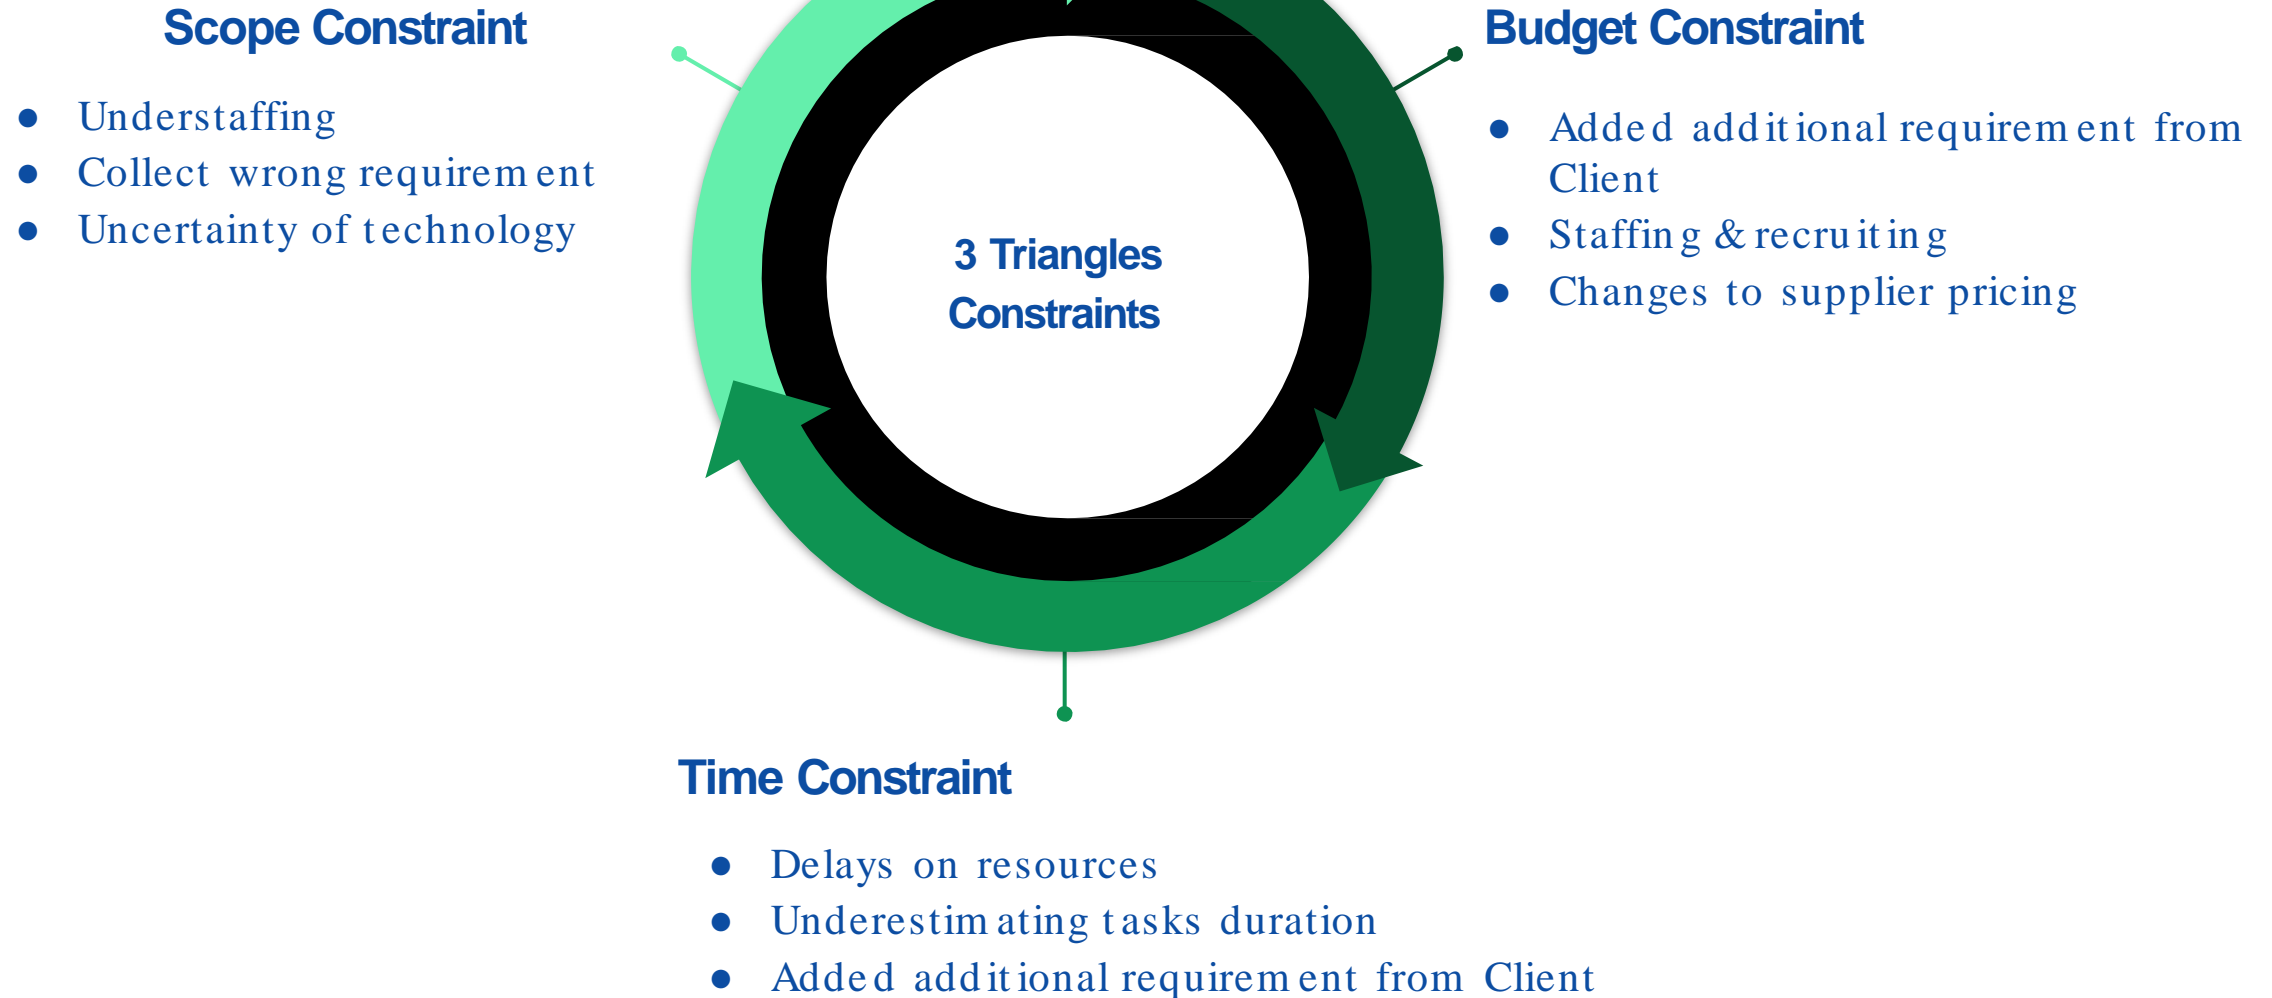 Scope Constraint
● Understaffing
● Collect wrong requirement
● Uncertainty of technology
3 Triangles
Constraints
Budget Constraint
● Added additional requirement from
Client
● Staffing & recruiting
● Changes to supplier pricing
Time Constraint
● Delays on resources
● Underestimating tasks duration
● Added additional requirement from Client